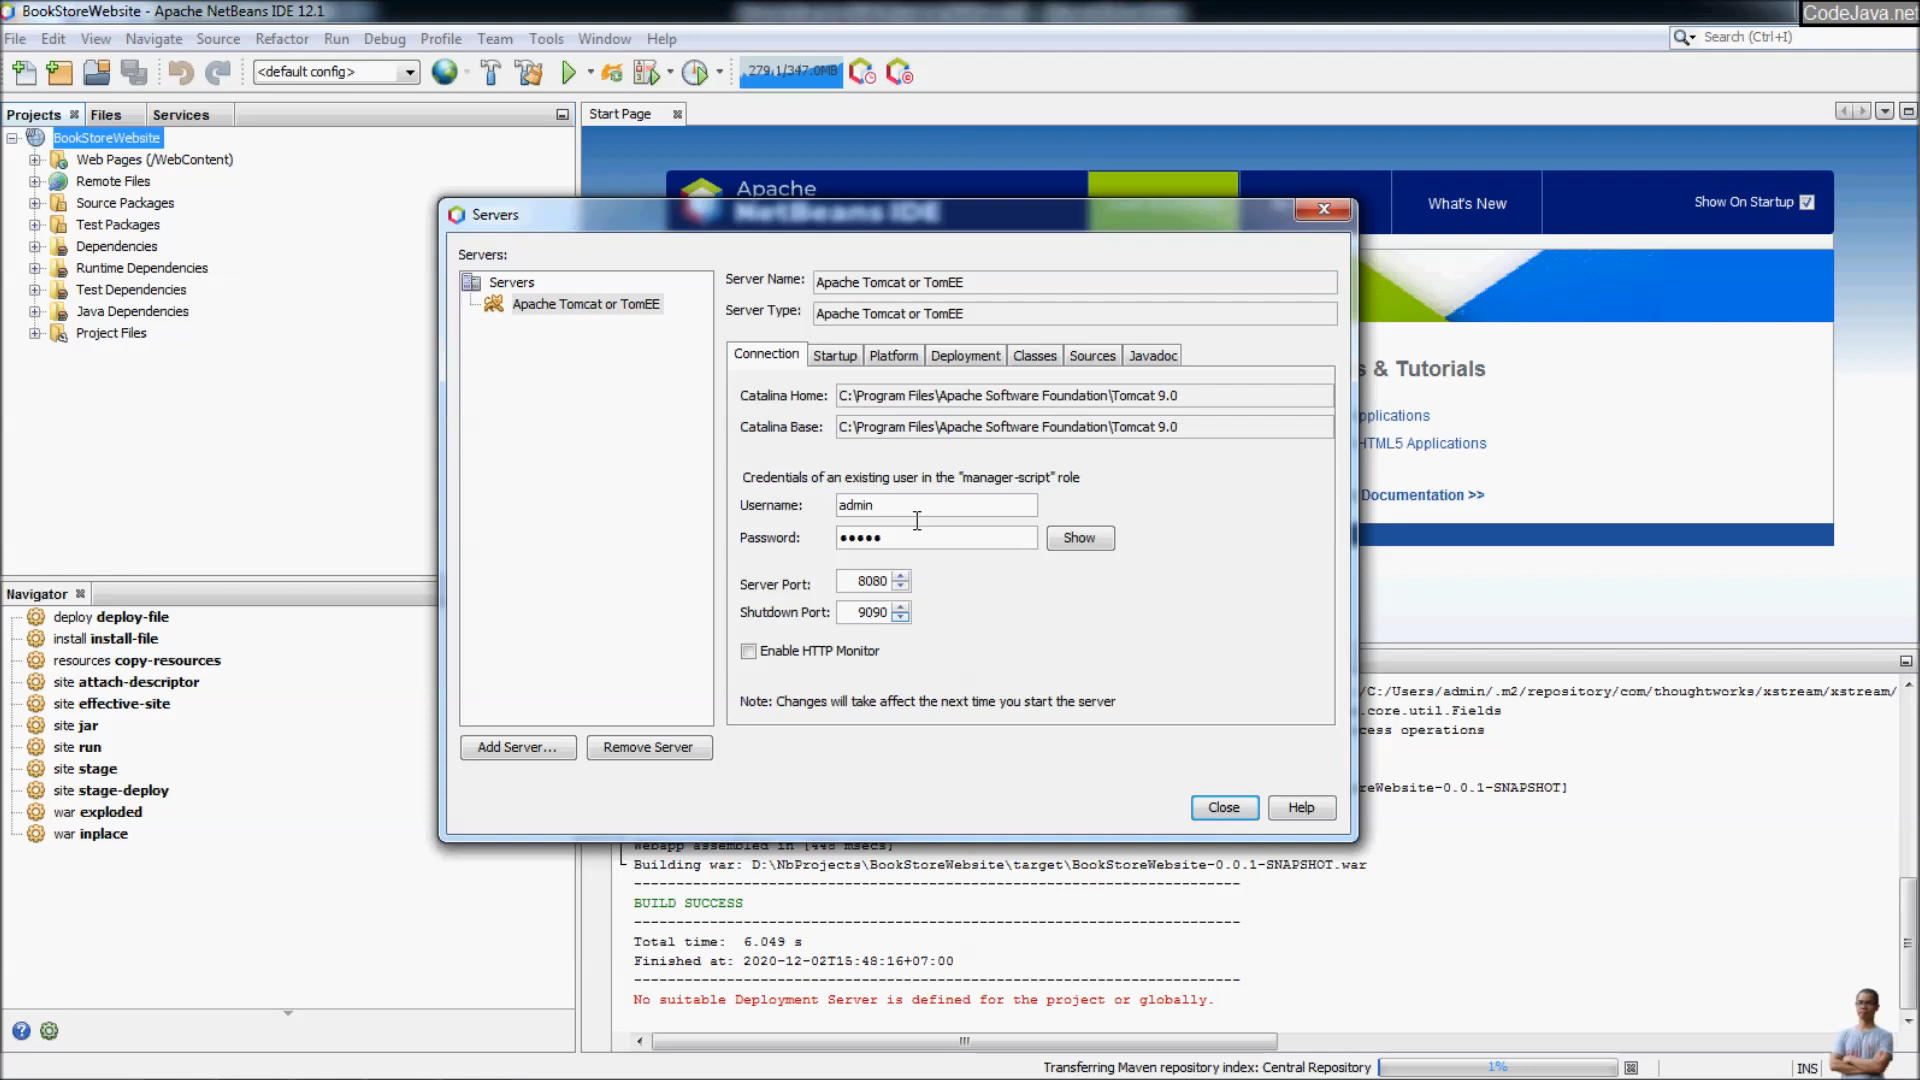 BookStoreWebsite - Apache NetBeans IDE 12.1
CodeJava.net
File Edit View Navigate Source Refactor Run Debug Profile Team Tools Window Help
Search (Ctrl+I)
<default config>
279.1/347.0MB
Projects Files Services
Start Page
BookStoreWebsite
Web Pages (/WebContent)
Remote Files
Source Packages
Test Packages
Dependencies
Runtime Dependencies
Test Dependencies
Java Dependencies
Project Files
Apache
NetBeans IDE
What's New
Show On Startup
& Tutorials
applications
HTML5 Applications
Documentation >>
Servers
Servers:
Servers
Apache Tomcat or TomEE
Server Name: Apache Tomcat or TomEE
Server Type: Apache Tomcat or TomEE
Connection Startup Platform Deployment Classes Sources Javadoc
Catalina Home: C:\Program Files\Apache Software Foundation\Tomcat 9.0
Catalina Base: C:\Program Files\Apache Software Foundation\Tomcat 9.0
Credentials of an existing user in the "manager-script" role
Username: admin
Password: ●●●●● Show
Server Port: 8080
Shutdown Port: 9090
Enable HTTP Monitor
Note: Changes will take affect the next time you start the server
Add Server... Remove Server
Close Help
Navigator
deploy deploy-file
install install-file
resources copy-resources
site attach-descriptor
site effective-site
site jar
site run
site stage
site stage-deploy
war exploded
war inplace
/C:/Users/admin/.m2/repository/com/thoughtworks/xstream/xstream/
.core.util.Fields
cess operations
reWebsite-0.0.1-SNAPSHOT]
Webapp assembled in [448 msecs]
Building war: D:\NbProjects\BookStoreWebsite\target\BookStoreWebsite-0.0.1-SNAPSHOT.war
------------------------------------------------------------------------
BUILD SUCCESS
------------------------------------------------------------------------
Total time: 6.049 s
Finished at: 2020-12-02T15:48:16+07:00
------------------------------------------------------------------------
No suitable Deployment Server is defined for the project or globally.
Transferring Maven repository index: Central Repository 1% INS